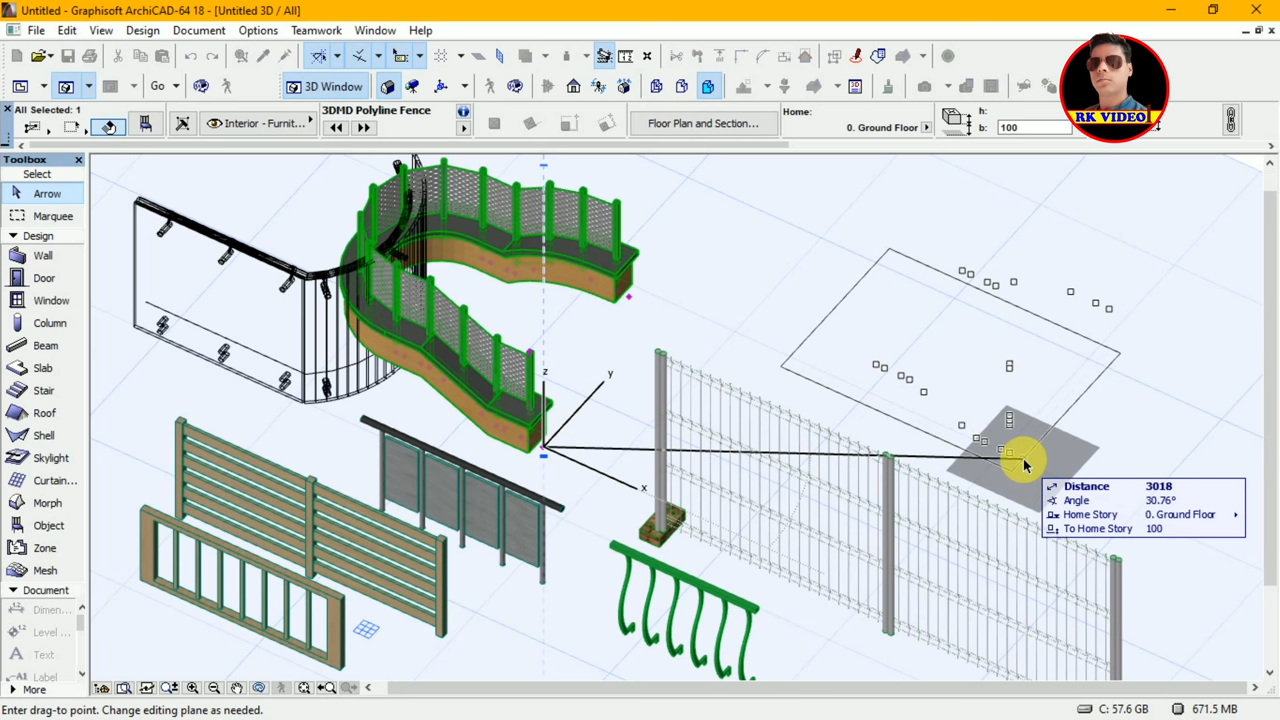 Untitled - Graphisoft ArchiCAD-64 18 - [Untitled 3D / All]
File Edit View Design Document Options Teamwork Window Help
Go 3D Window
All Selected: 1
3DMD Polyline Fence
Interior - Furnit...
Floor Plan and Section...
Home:
0. Ground Floor
h:
b: 100
RK VIDEO
Toolbox
Select
Arrow
Marquee
Design
Wall
Door
Window
Column
Beam
Slab
Stair
Roof
Shell
Skylight
Curtain...
Morph
Object
Zone
Mesh
Document
Dimen...
Level ...
Text
Label
More
z
y
x
Distance 3018
Angle 30.76°
Home Story 0. Ground Floor
To Home Story 100
Enter drag-to point. Change editing plane as needed.
C: 57.6 GB
671.5 MB